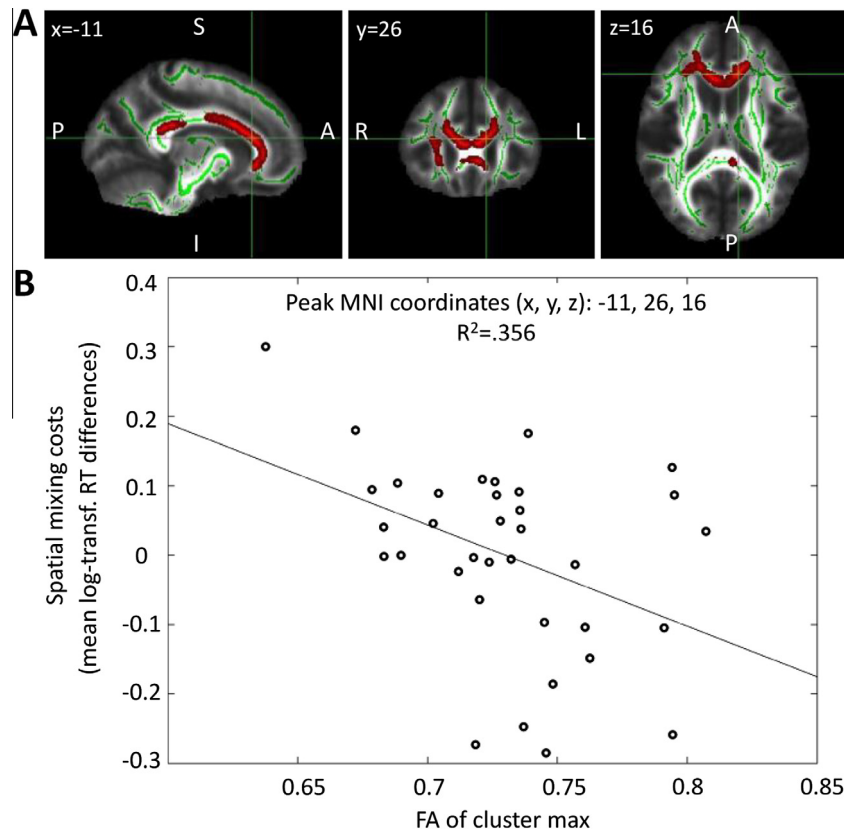 A
x=-11
S
P
A
I
y=26
R
L
z=16
A
P
B
Peak MNI coordinates (x, y, z): -11, 26, 16
R²=.356
Spatial mixing costs
(mean log-transf. RT differences)
0.4
0.3
0.2
0.1
0
-0.1
-0.2
-0.3
0.65
0.7
0.75
0.8
0.85
FA of cluster max